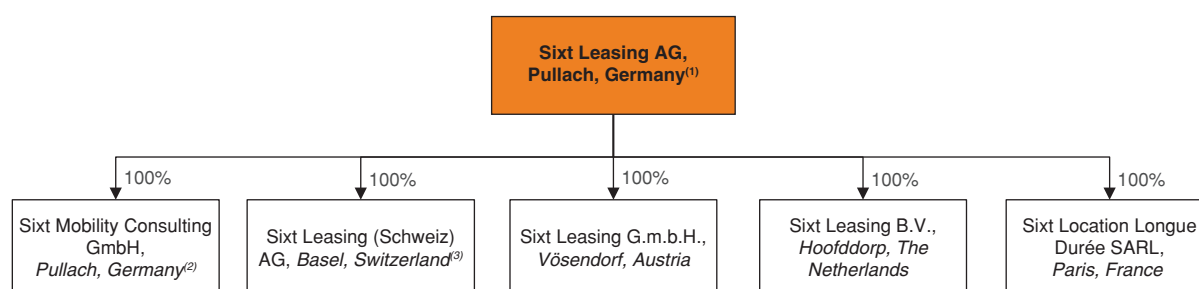 Sixt Leasing AG,
Pullach, Germany(1)
100%
100%
100%
100%
100%
Sixt Mobility Consulting
GmbH,
Pullach, Germany(2)
Sixt Leasing (Schweiz)
AG, Basel, Switzerland(3)
Sixt Leasing G.m.b.H.,
Vösendorf, Austria
Sixt Leasing B.V.,
Hoofddorp, The
Netherlands
Sixt Location Longue
Durée SARL,
Paris, France